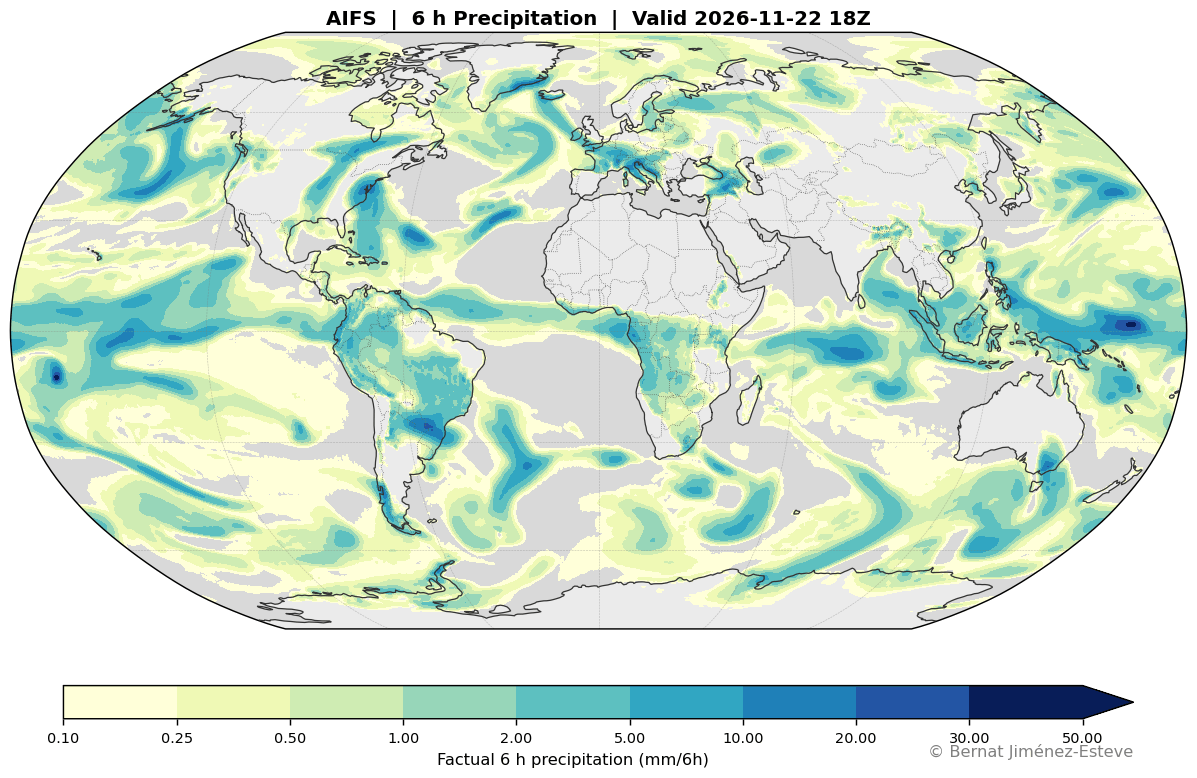 AIFS | 6 h Precipitation | Valid 2026-11-22 18Z
0.10 0.25 0.50 1.00 2.00 5.00 10.00 20.00 30.00 50.00
Factual 6 h precipitation (mm/6h)
© Bernat Jiménez-Esteve